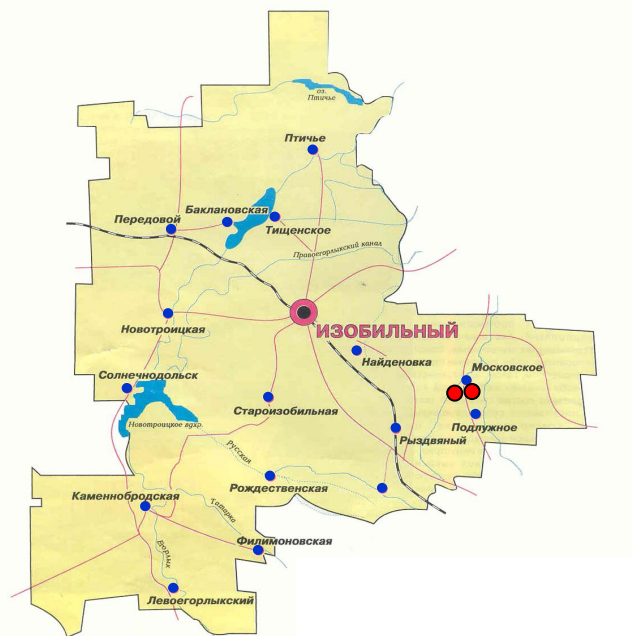 оз.
Птичье
Птичье
Баклановская
Передовой
Тищенское
Правоегорлыкский канал
ИЗОБИЛЬНЫЙ
Новотроицкая
Найденовка
Московское
Солнечнодольск
Староизобильная
Новотроицкое вдхр.
Подлужное
Рыздвяный
Русская
Рождественская
Каменнобродская
Татарка
Филимоновская
Егорлык
Левоегорлыкский